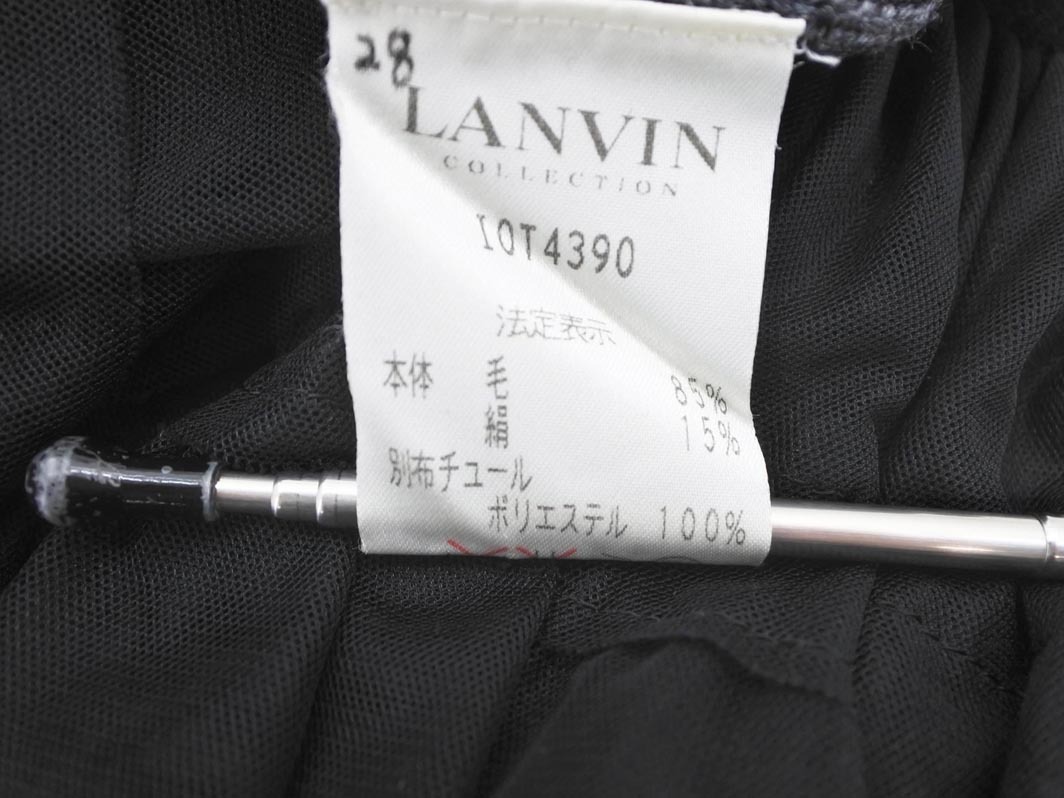 28
LANVIN
COLLECTION
IOT4390
法定表示
本体 毛 85%
絹 15%
別布チュール
ポリエステル 100%